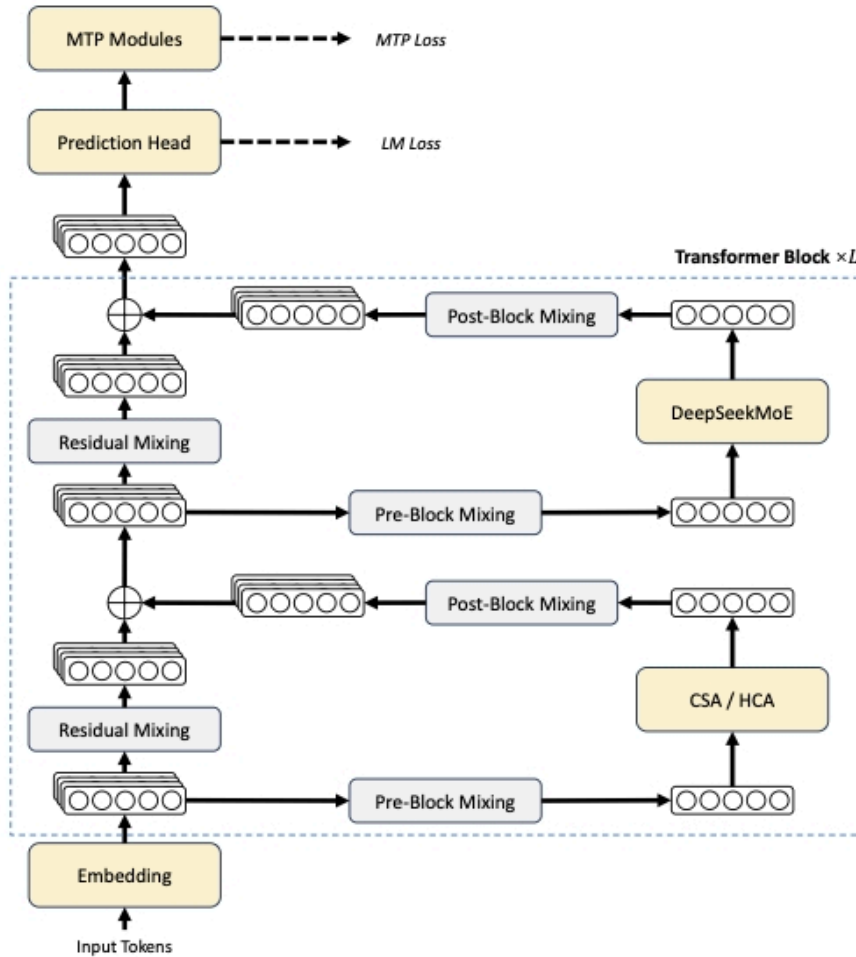 MTP Modules
MTP Loss
Prediction Head
LM Loss
Transformer Block ×L
Post-Block Mixing
DeepSeekMoE
Residual Mixing
Pre-Block Mixing
Post-Block Mixing
CSA / HCA
Residual Mixing
Pre-Block Mixing
Embedding
Input Tokens